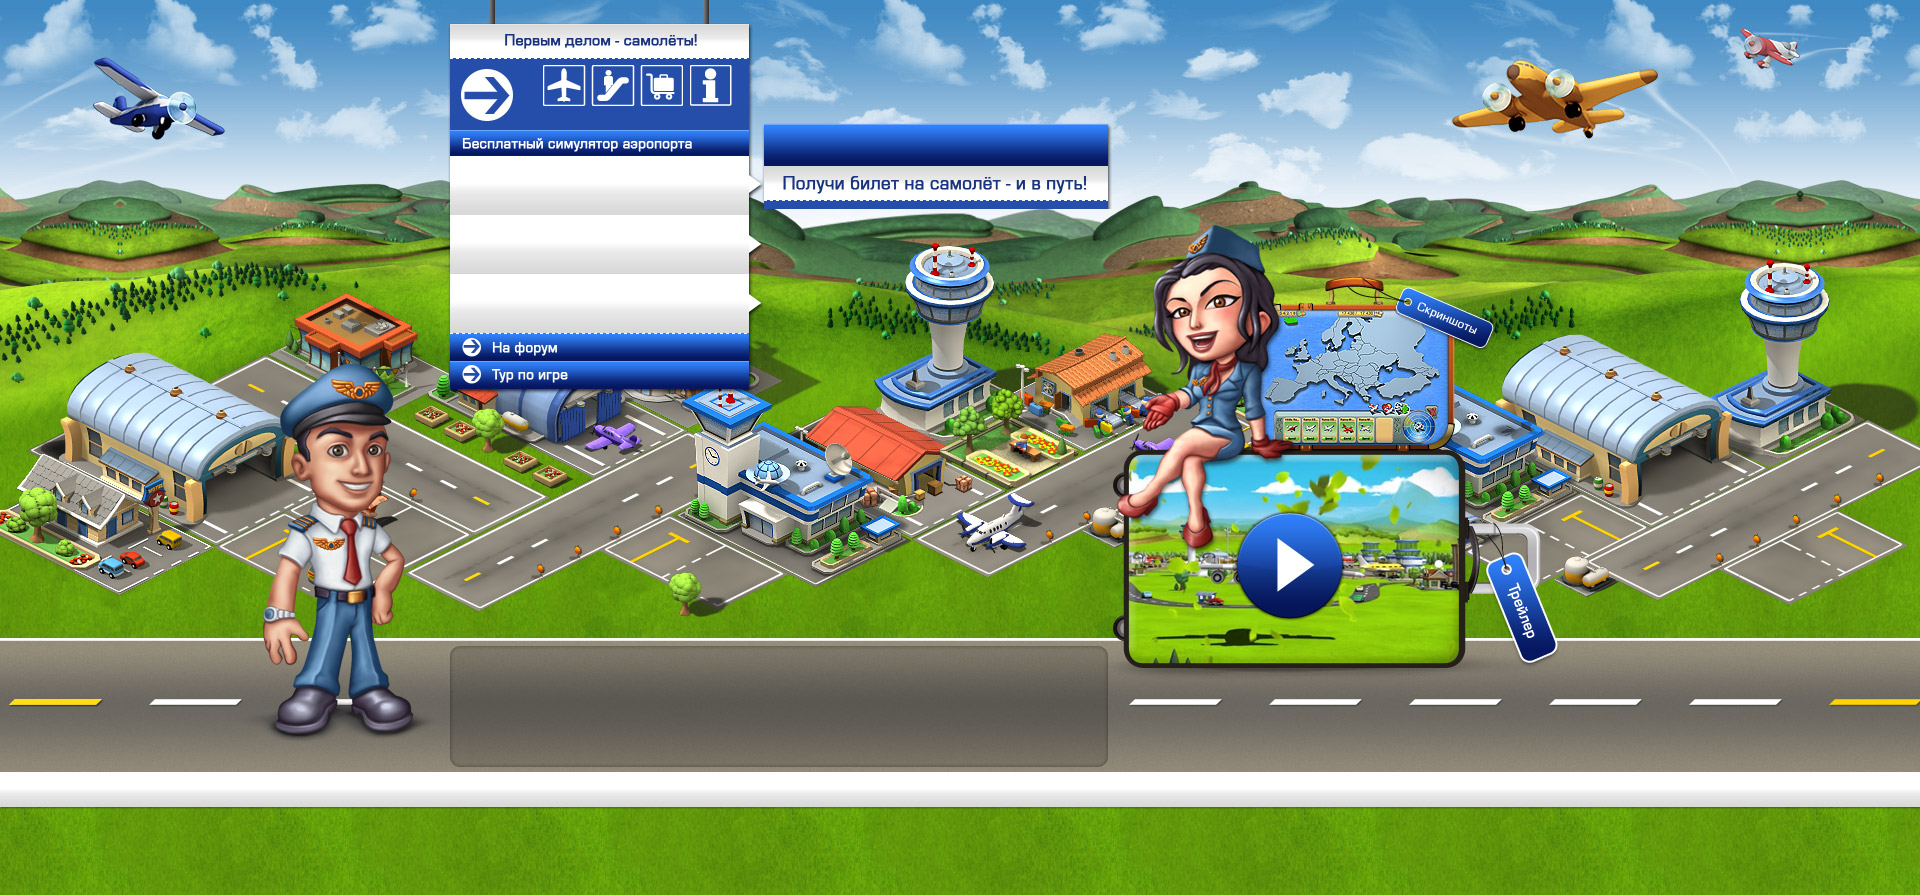 Первым делом - самолёты!
Бесплатный симулятор аэропорта
Получи билет на самолёт - и в путь!
На форум
Тур по игре
Скриншоты
Трейлер